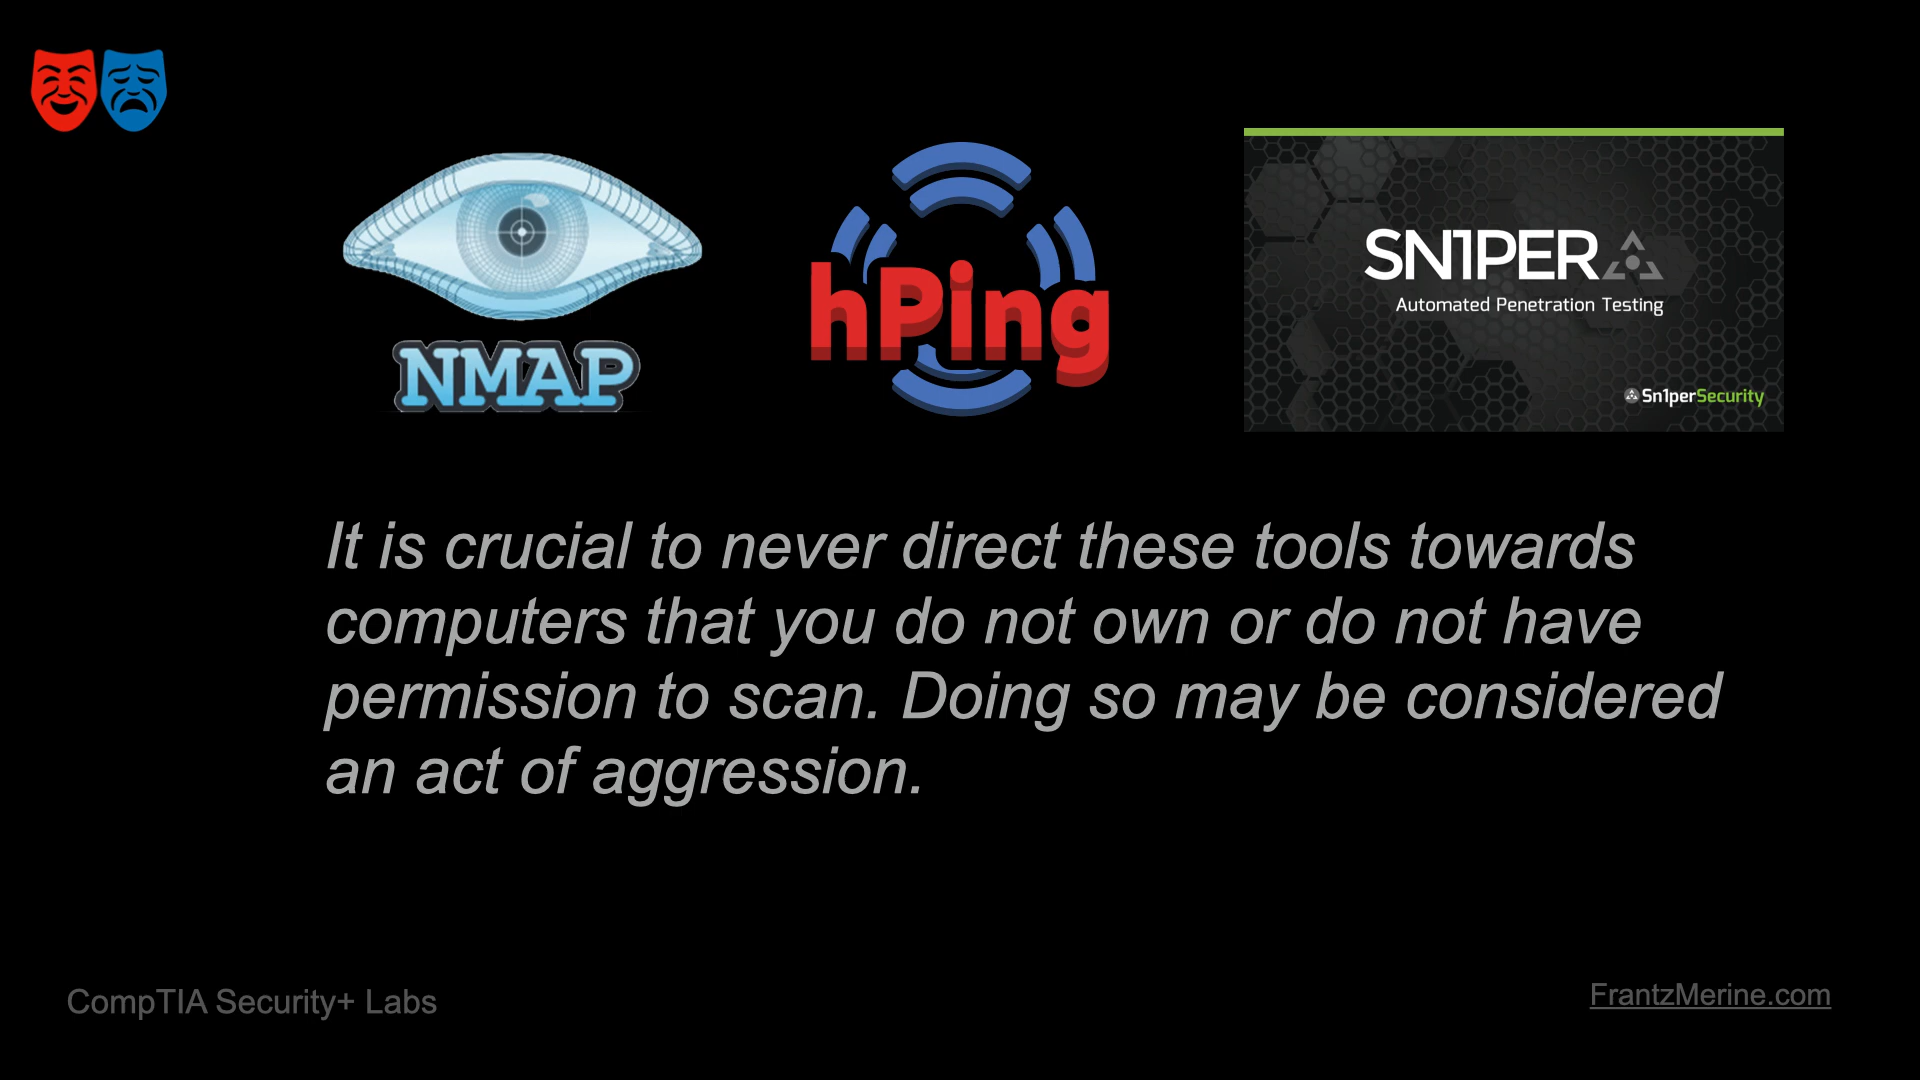 NMAP
hPing
SN1PER
Automated Penetration Testing
Sn1perSecurity
It is crucial to never direct these tools towards
computers that you do not own or do not have
permission to scan. Doing so may be considered
an act of aggression.
CompTIA Security+ Labs
FrantzMerine.com